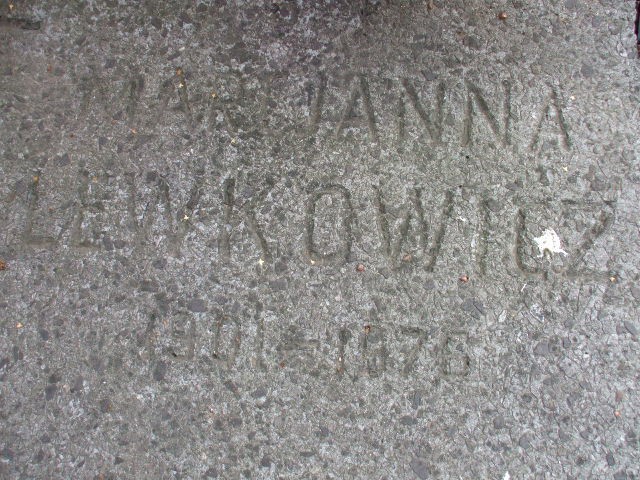 MARIANNA
LEWKOWICZ
1901 - 1976